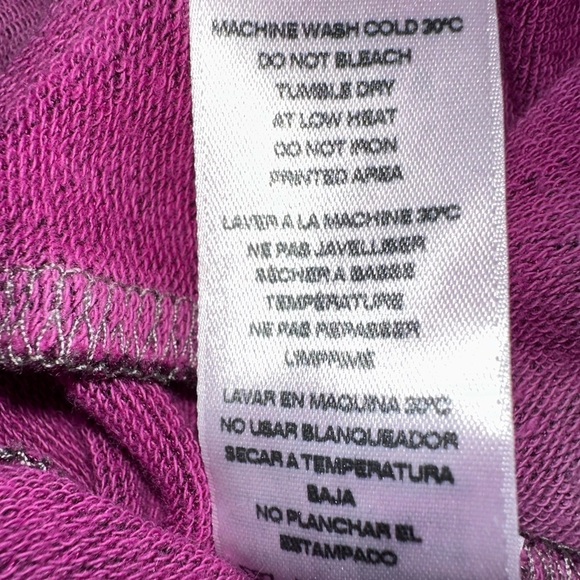 MACHINE WASH COLD 30°C
DO NOT BLEACH
TUMBLE DRY
AT LOW HEAT
DO NOT IRON
PRINTED AREA
LAVER A LA MACHINE 30°C
NE PAS JAVELLISER
SÉCHER A BASSE
TEMPÉRATURE
NE PAS REPASSER
L'IMPRIMÉ
LAVAR EN MAQUINA 30°C
NO USAR BLANQUEADOR
SECAR A TEMPERATURA
BAJA
NO PLANCHAR EL
ESTAMPADO